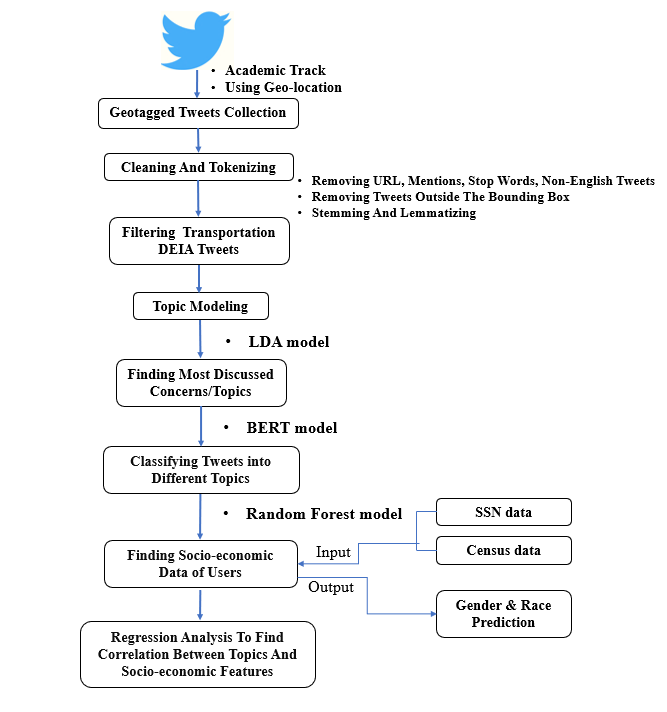 • Academic Track
• Using Geo-location
Geotagged Tweets Collection
Cleaning And Tokenizing
• Removing URL, Mentions, Stop Words, Non-English Tweets
• Removing Tweets Outside The Bounding Box
• Stemming And Lemmatizing
Filtering Transportation
DEIA Tweets
Topic Modeling
• LDA model
Finding Most Discussed
Concerns/Topics
• BERT model
Classifying Tweets into
Different Topics
• Random Forest model
SSN data
Census data
Input
Finding Socio-economic
Data of Users
Output
Gender & Race
Prediction
Regression Analysis To Find
Correlation Between Topics And
Socio-economic Features